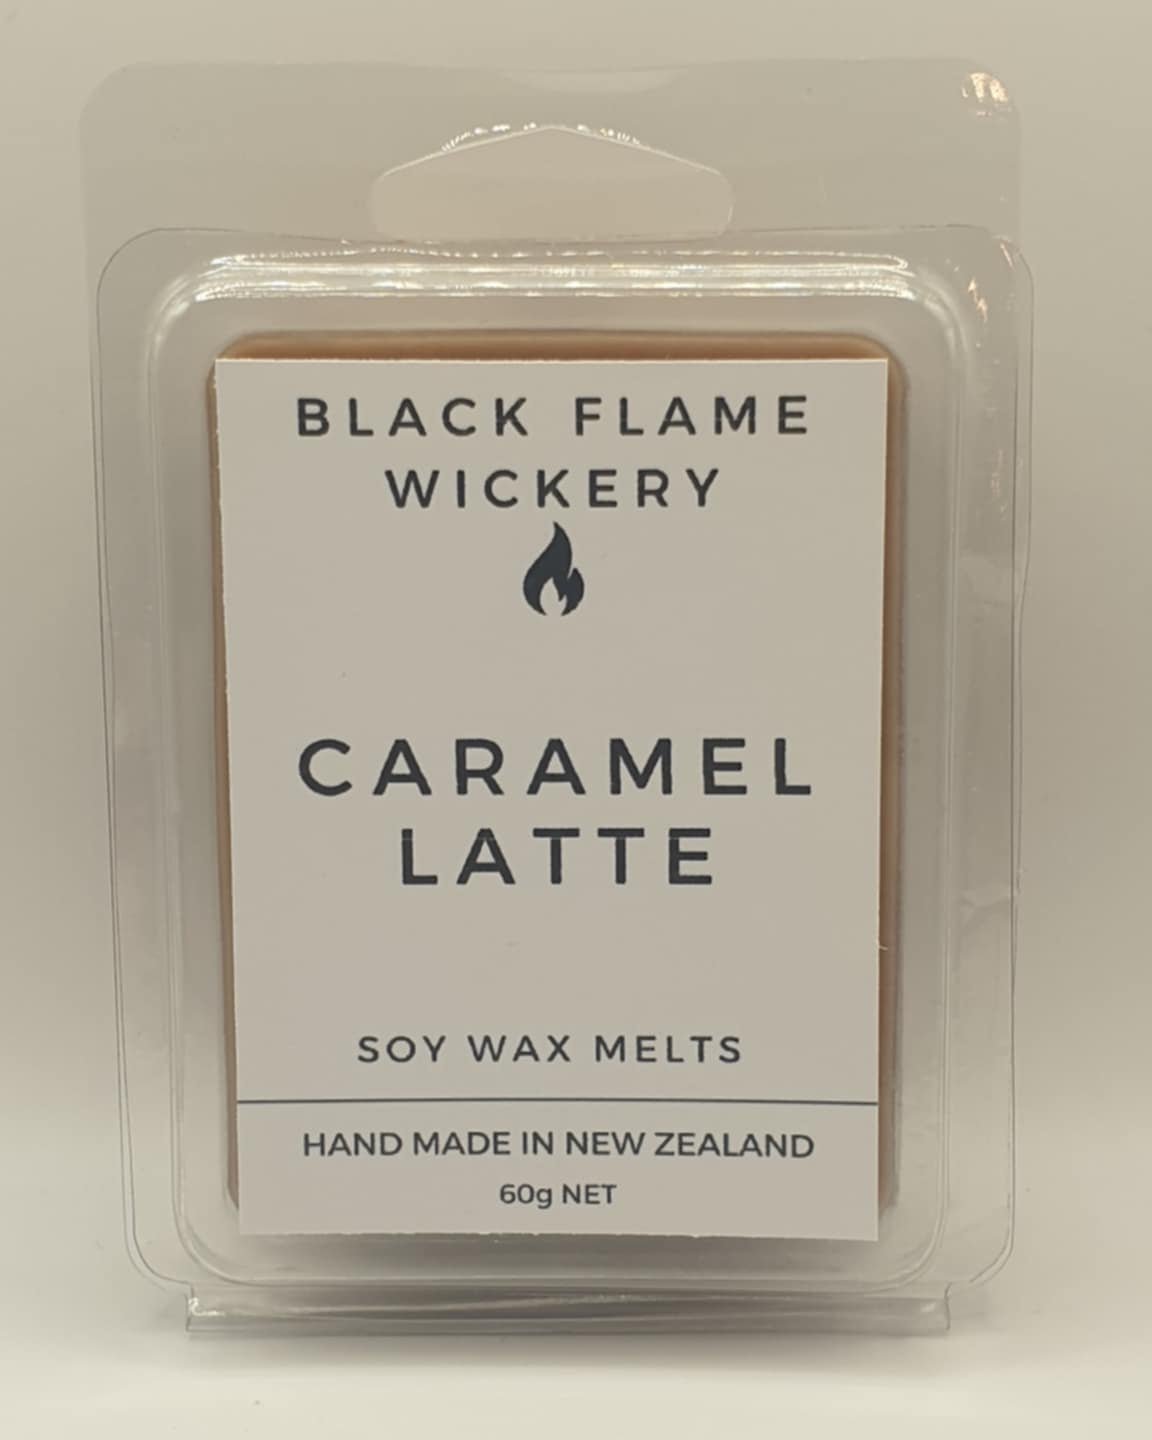 BLACK FLAME
WICKERY
CARAMEL
LATTE
SOY WAX MELTS
HAND MADE IN NEW ZEALAND
60g NET